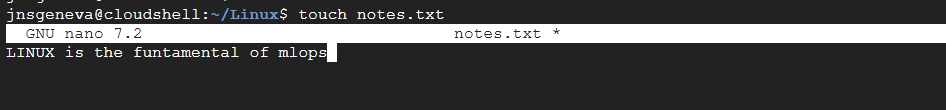 jnsgeneva@cloudshell:~/Linux$ touch notes.txt
GNU nano 7.2 notes.txt *
LINUX is the funtamental of mlops